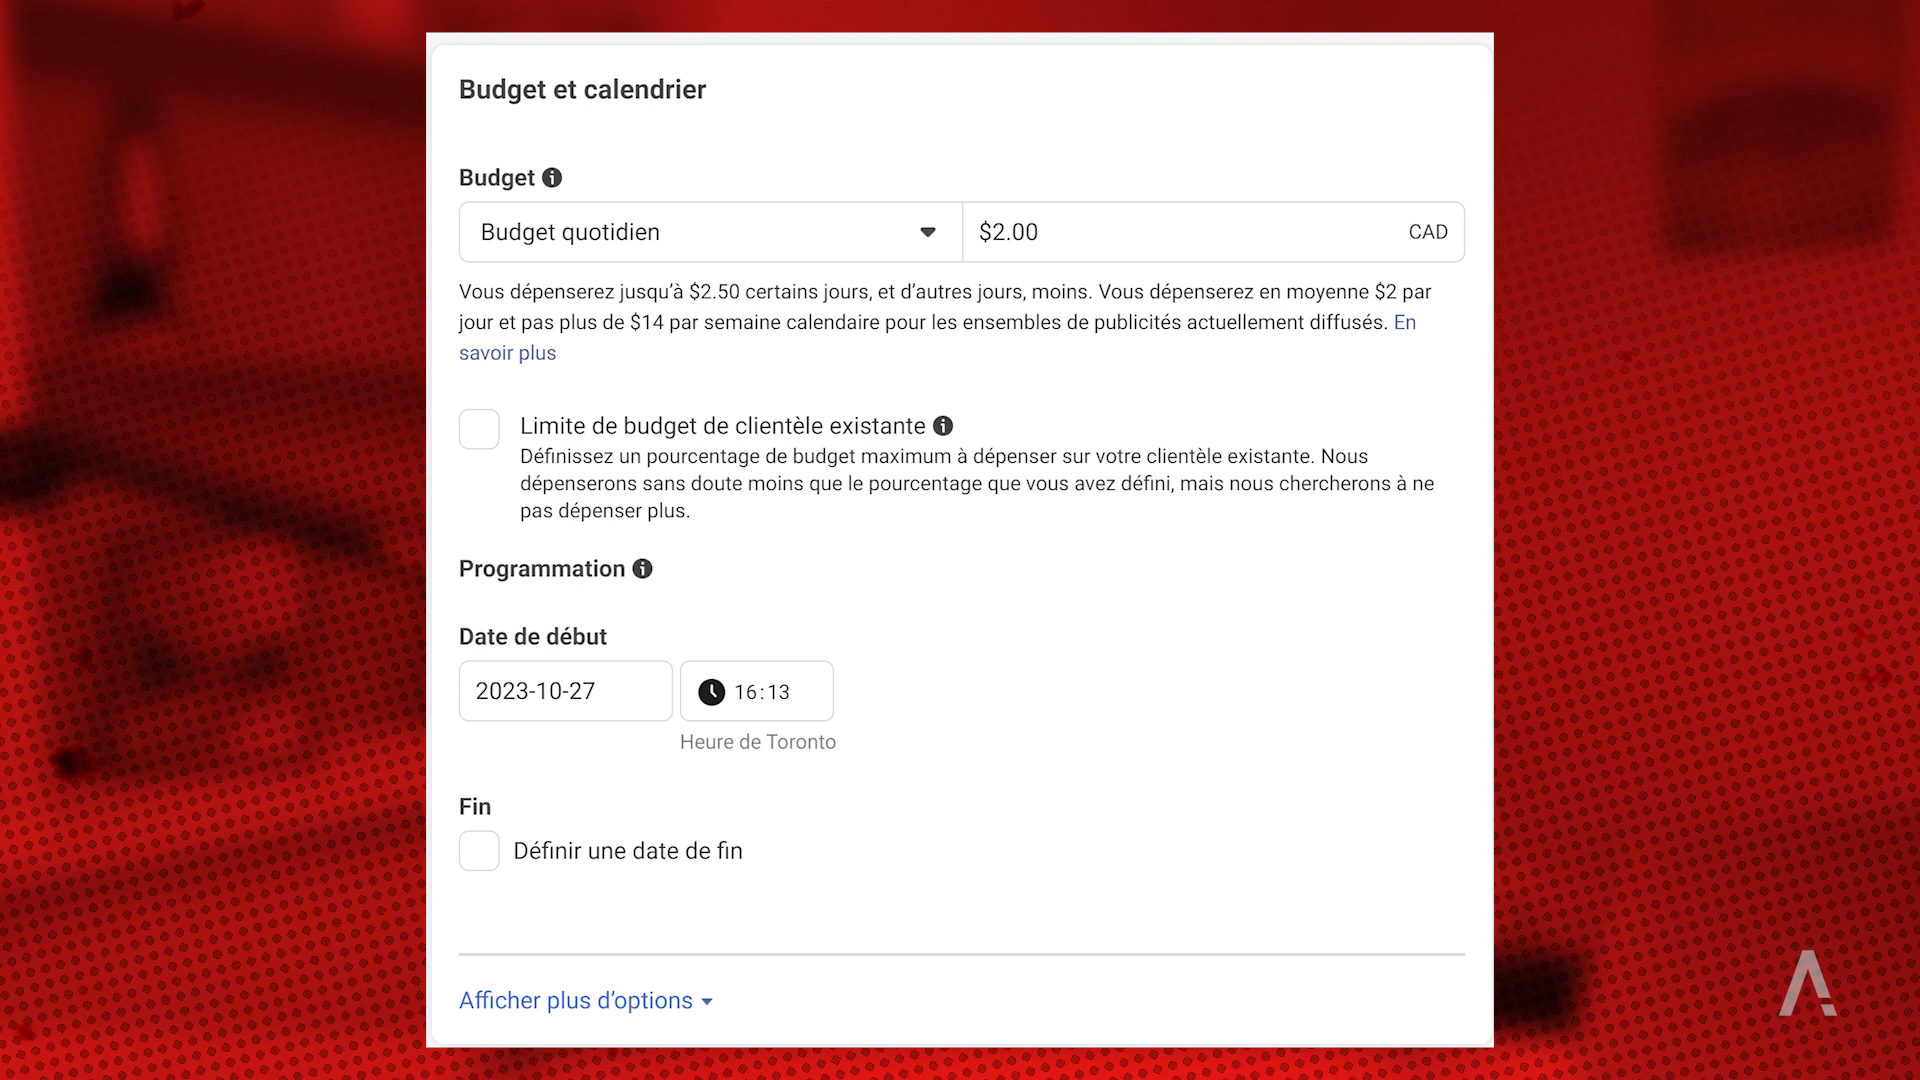 Budget et calendrier
Budget
Budget quotidien
$2.00
CAD
Vous dépenserez jusqu’à $2.50 certains jours, et d’autres jours, moins. Vous dépenserez en moyenne $2 par
jour et pas plus de $14 par semaine calendaire pour les ensembles de publicités actuellement diffusés. En
savoir plus
Limite de budget de clientèle existante
Définissez un pourcentage de budget maximum à dépenser sur votre clientèle existante. Nous
dépenserons sans doute moins que le pourcentage que vous avez défini, mais nous chercherons à ne
pas dépenser plus.
Programmation
Date de début
2023-10-27
16:13
Heure de Toronto
Fin
Définir une date de fin
Afficher plus d’options